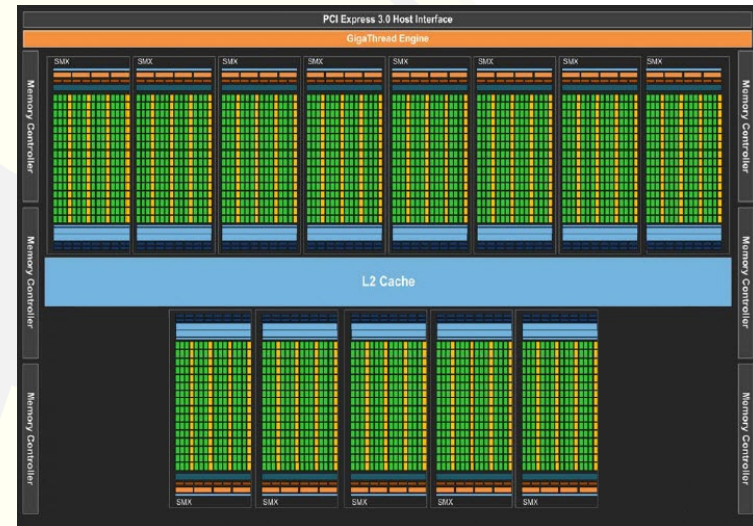 PCI Express 3.0 Host Interface
GigaThread Engine
SMX
SMX
SMX
SMX
SMX
SMX
SMX
SMX
Memory Controller
Memory Controller
Memory Controller
Memory Controller
L2 Cache
Memory Controller
Memory Controller
SMX
SMX
SMX
SMX
SMX